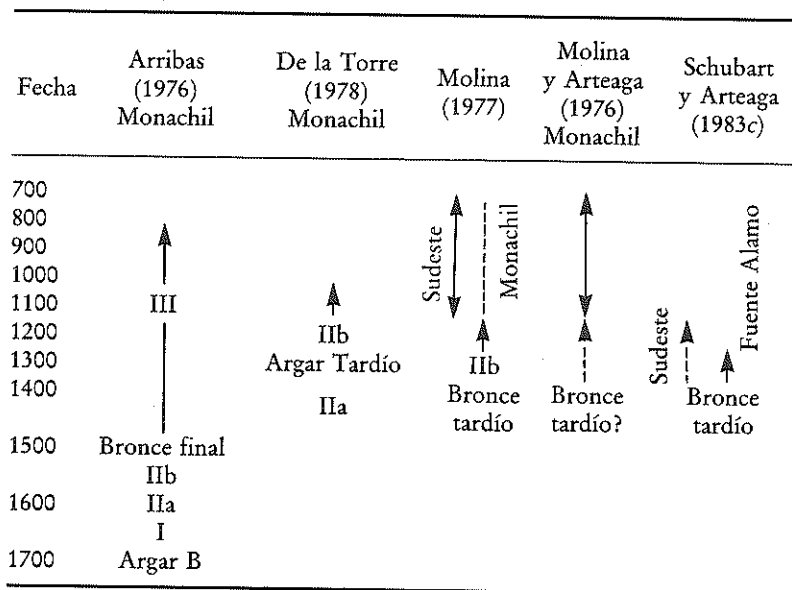 Fecha Arribas (1976) Monachil De la Torre (1978) Monachil Molina (1977) Molina y Arteaga (1976) Monachil Schubart y Arteaga (1983c)
700
800
900
1000
1100 III
1200 IIb
1300 Argar Tardío IIb
1400 IIa Bronce tardío Bronce tardío? Bronce tardío
Sudeste Monachil Sudeste Fuente Alamo
1500 Bronce final
IIb
1600 IIa
I
1700 Argar B